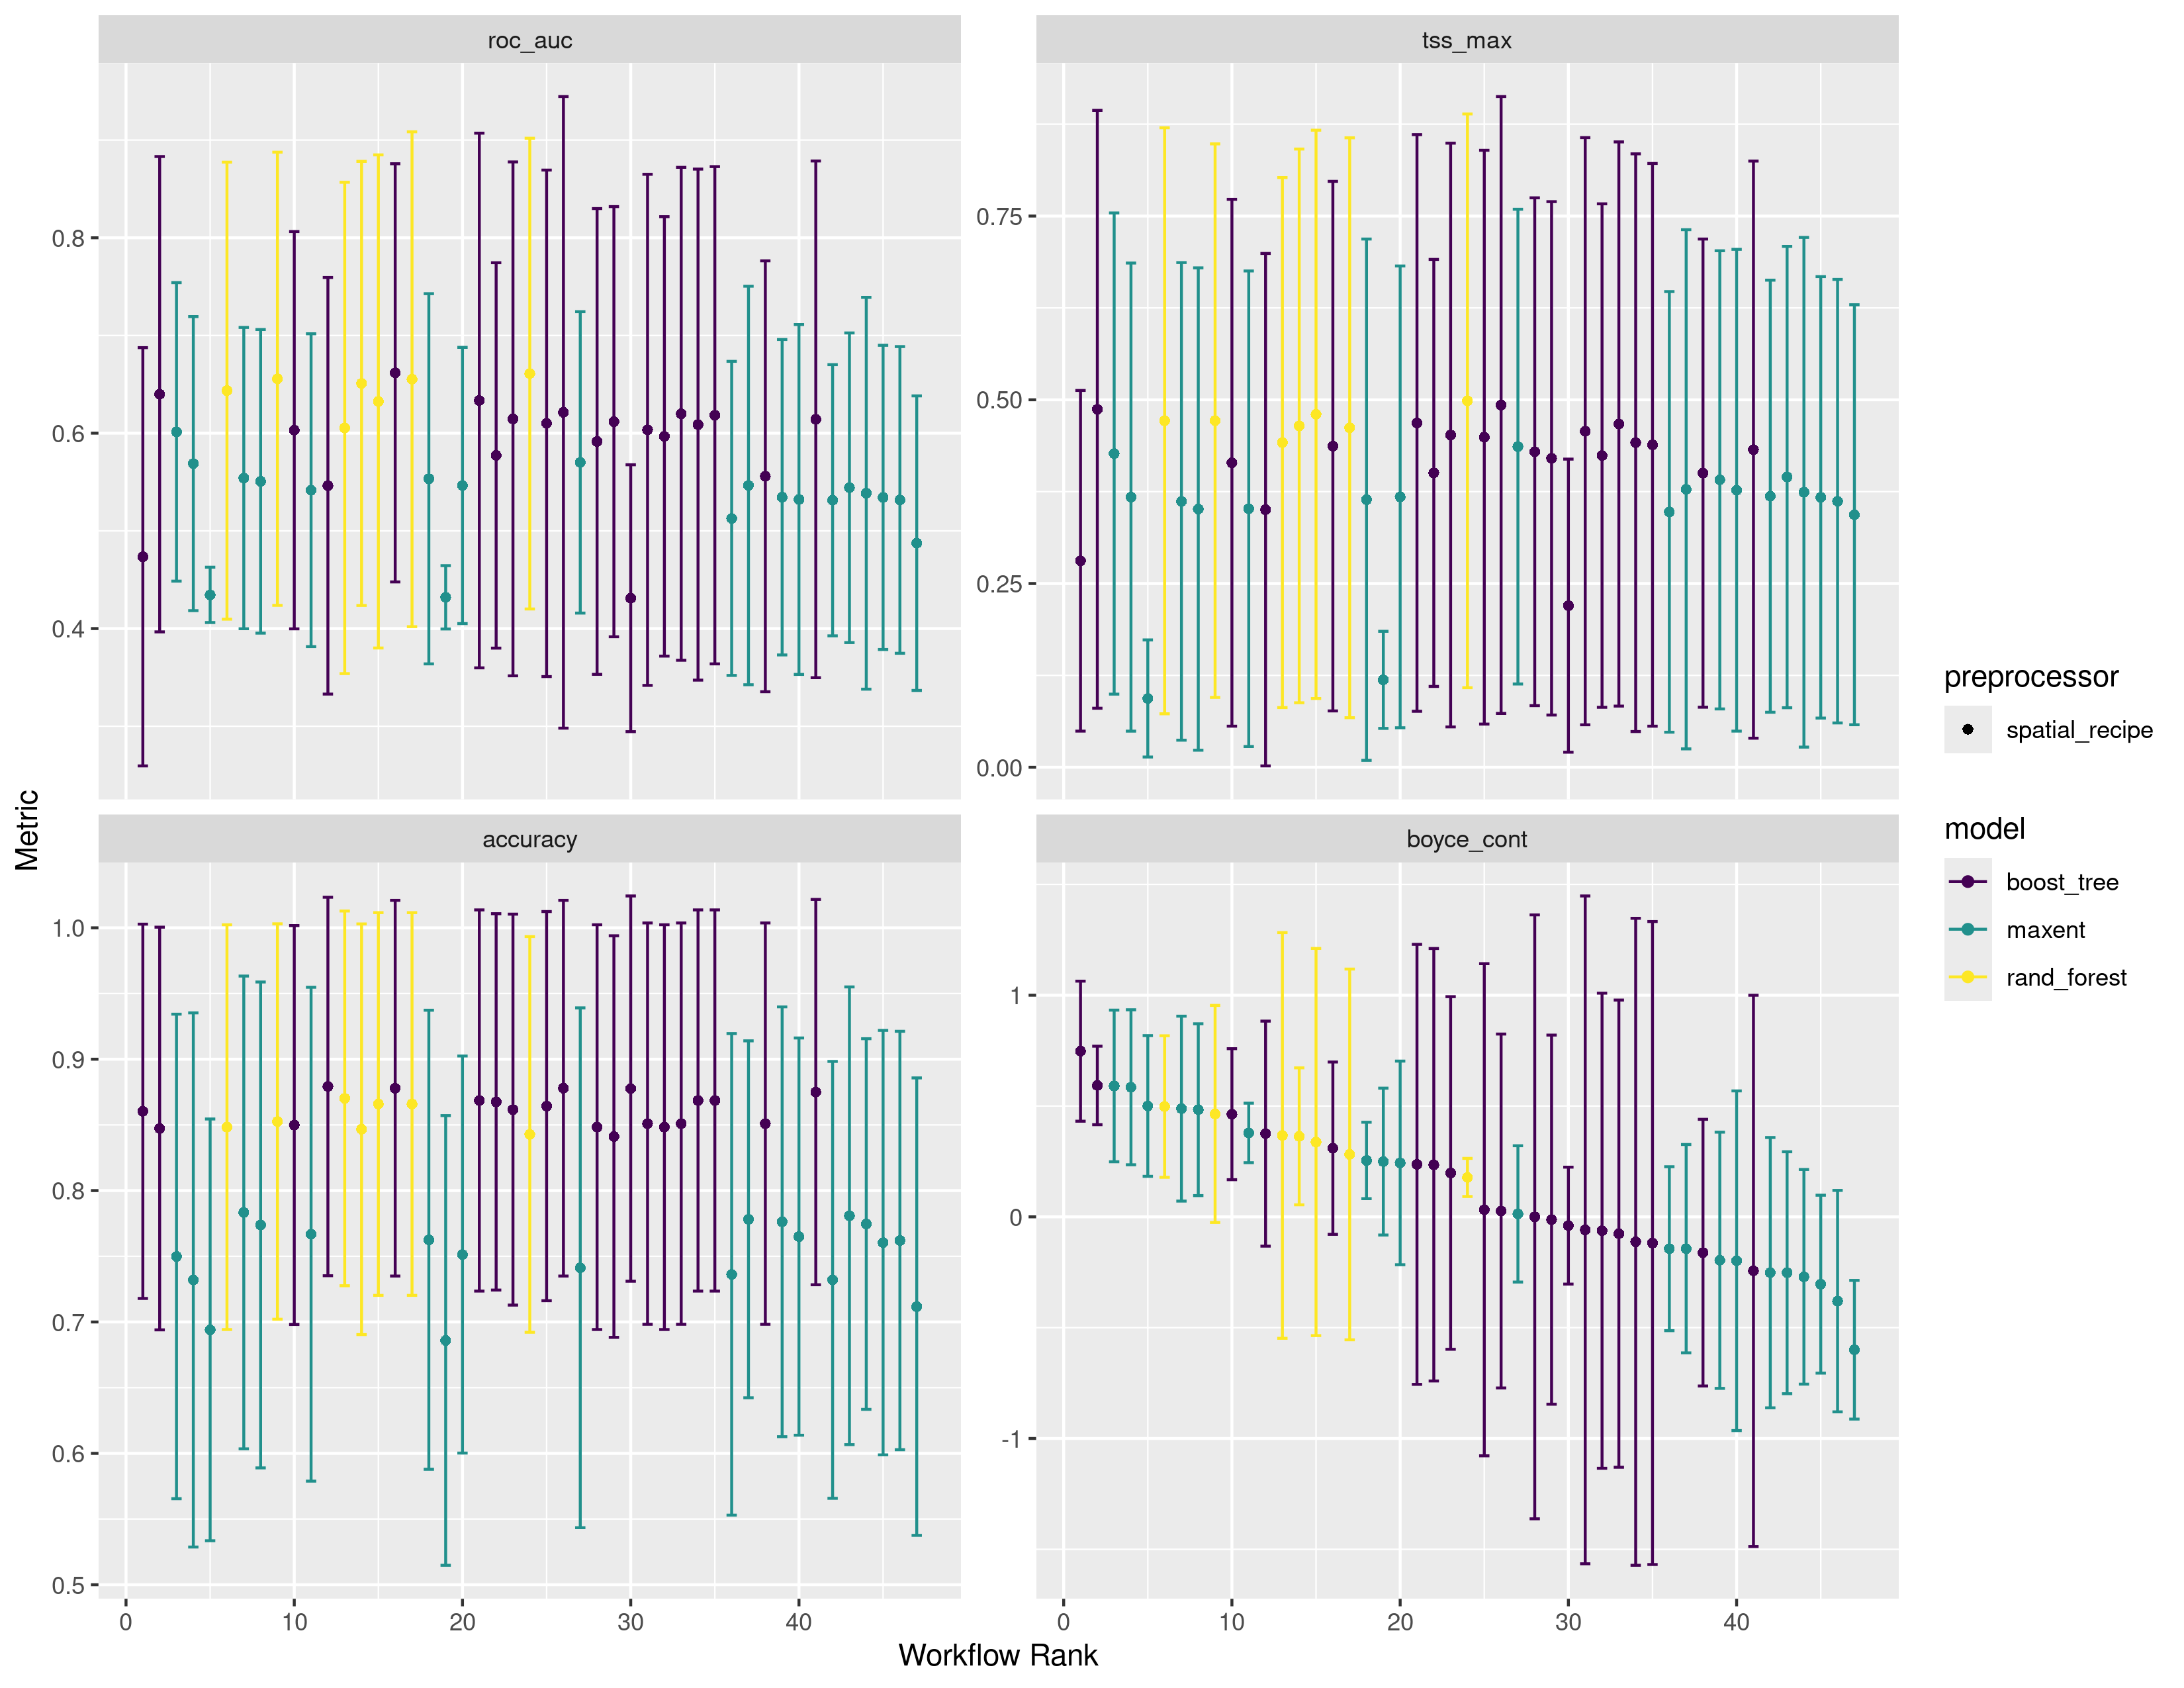 roc_auc
tss_max
0.8
0.6
0.4
0.75
0.50
0.25
0.00
accuracy
boyce_cont
1.0
0.9
0.8
0.7
0.6
0.5
1
0
-1
0 10 20 30 40
0 10 20 30 40
Workflow Rank
Metric
preprocessor
spatial_recipe
model
boost_tree
maxent
rand_forest